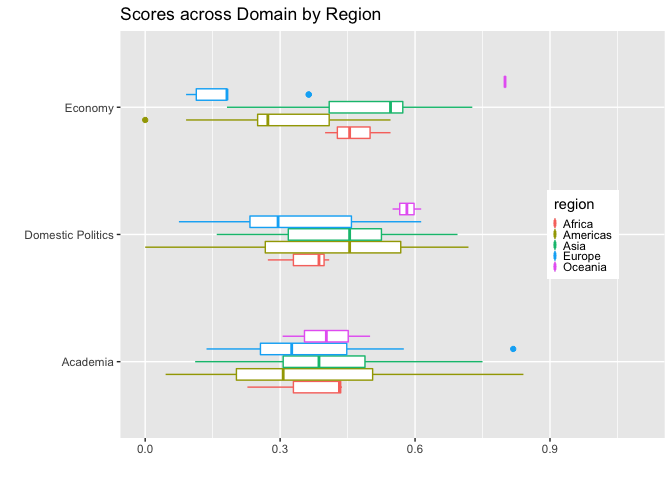 Scores across Domain by Region
Economy
Domestic Politics
Academia
region
Africa
Americas
Asia
Europe
Oceania
0.0 0.3 0.6 0.9